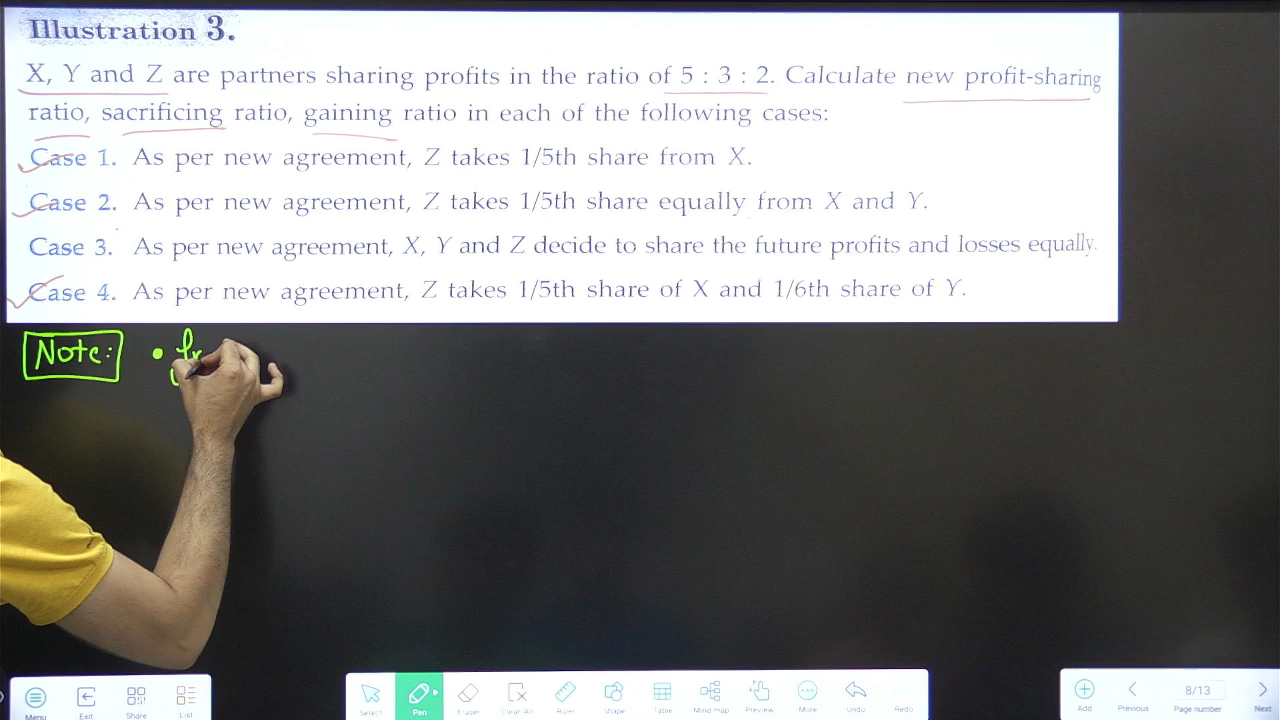 Illustration 3.
X, Y and Z are partners sharing profits in the ratio of 5 : 3 : 2. Calculate new profit-sharing
ratio, sacrificing ratio, gaining ratio in each of the following cases:
Case 1. As per new agreement, Z takes 1/5th share from X.
Case 2. As per new agreement, Z takes 1/5th share equally from X and Y.
Case 3. As per new agreement, X, Y and Z decide to share the future profits and losses equally.
Case 4. As per new agreement, Z takes 1/5th share of X and 1/6th share of Y.
Note: • fr
Menu Exit Share List Select Pen Eraser Clear All Ruler Shape Table Mind map Preview More Undo Redo Add Previous 8/13 Page number Next